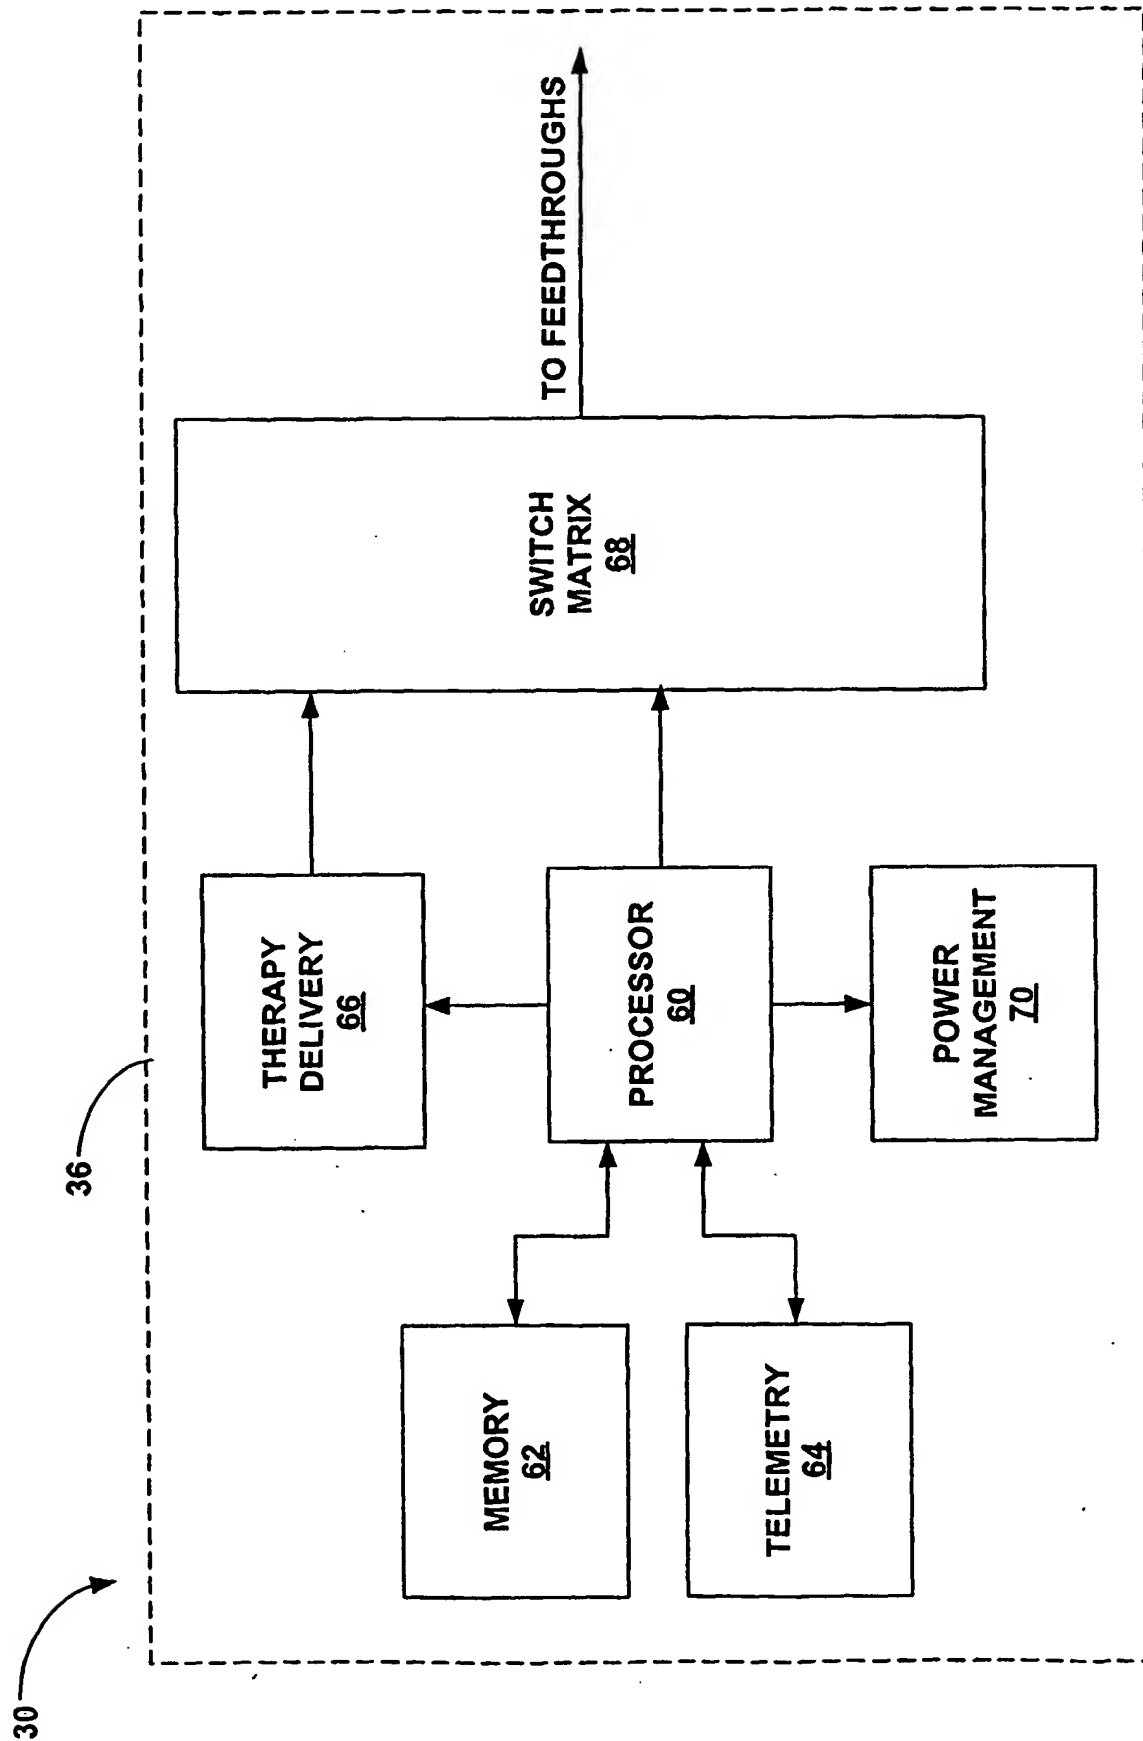 30
36
THERAPY
DELIVERY
66
MEMORY
62
PROCESSOR
60
SWITCH
MATRIX
68
TO FEEDTHROUGHS
TELEMETRY
64
POWER
MANAGEMENT
70